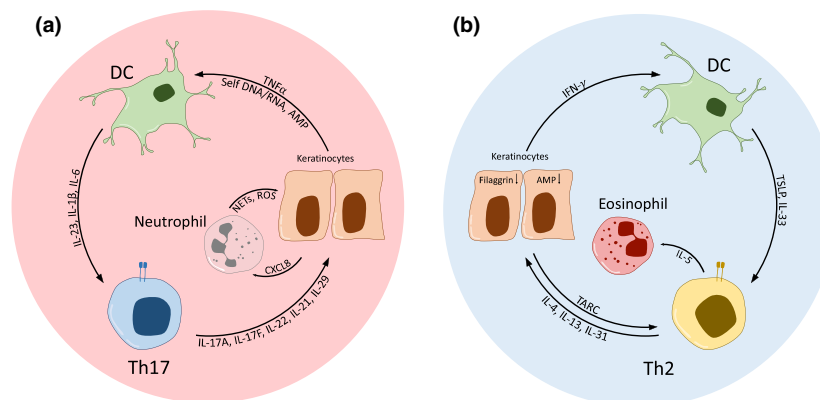 (a)
DC
TNFα
Self DNA/RNA, AMP
Keratinocytes
IL-23, IL-1β, IL-6
Neutrophil
NETs, ROS
CXCL8
IL-17A, IL-17F, IL-22, IL-21, IL-29
Th17
(b)
DC
IFN-γ
Keratinocytes
Filaggrin↓
AMP↓
Eosinophil
TSLP, IL-33
IL-5
TARC
IL-4, IL-13, IL-31
Th2